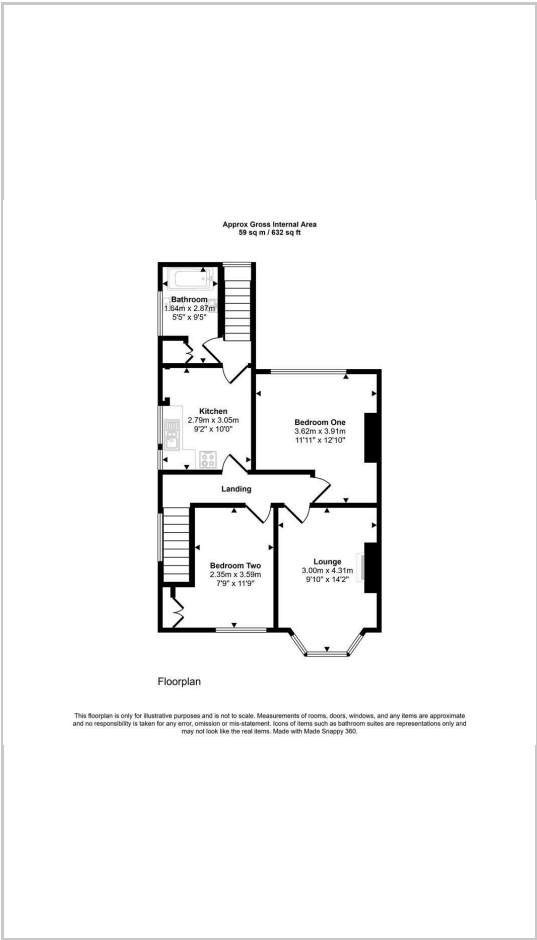 Approx Gross Internal Area
59 sq m / 632 sq ft
Bathroom
1.64m x 2.87m
5'5" x 9'5"
Kitchen
2.79m x 3.05m
9'2" x 10'0"
Bedroom One
3.62m x 3.91m
11'11" x 12'10"
Landing
Bedroom Two
2.35m x 3.59m
7'9" x 11'9"
Lounge
3.00m x 4.31m
9'10" x 14'2"
Floorplan
This floorplan is only for illustrative purposes and is not to scale. Measurements of rooms, doors, windows, and any items are approximate
and no responsibility is taken for any error, omission or mis-statement. Icons of items such as bathroom suites are representations only and
may not look like the real items. Made with Made Snappy 360.